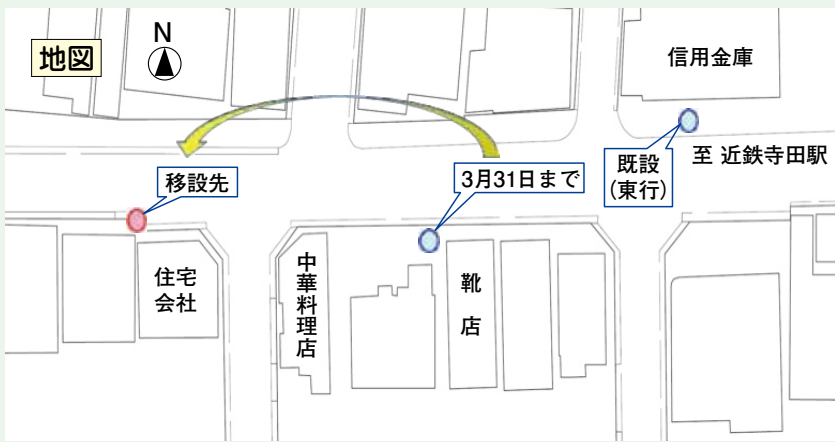 地図
N
信用金庫
移設先
3月31日まで
既設
(東行)
至 近鉄寺田駅
住宅
会社
中華料理店
靴店